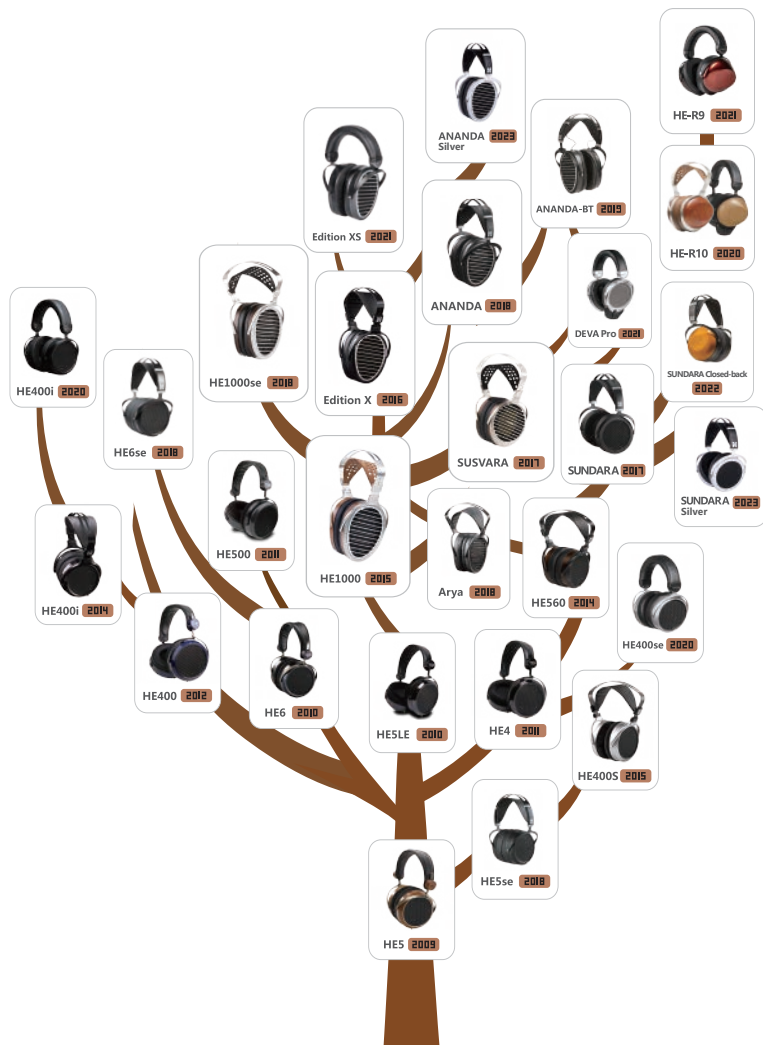 HE-R9 2021
ANANDA 2023
Silver
Edition XS 2021
ANANDA-BT 2019
HE-R10 2020
ANANDA 2018
HE1000se 2018
DEVA Pro 2021
HE400i 2020
Edition X 2016
SUNDARA Closed-back
2022
HE6se 2018
SUSVARA 2017
SUNDARA 2017
SUNDARA 2023
Silver
HE500 2011
HE1000 2015
Arya 2018
HE560 2014
HE400i 2014
HE400se 2020
HE400 2012
HE6 2010
HE5LE 2010
HE4 2011
HE400S 2015
HE5se 2018
HE5 2009